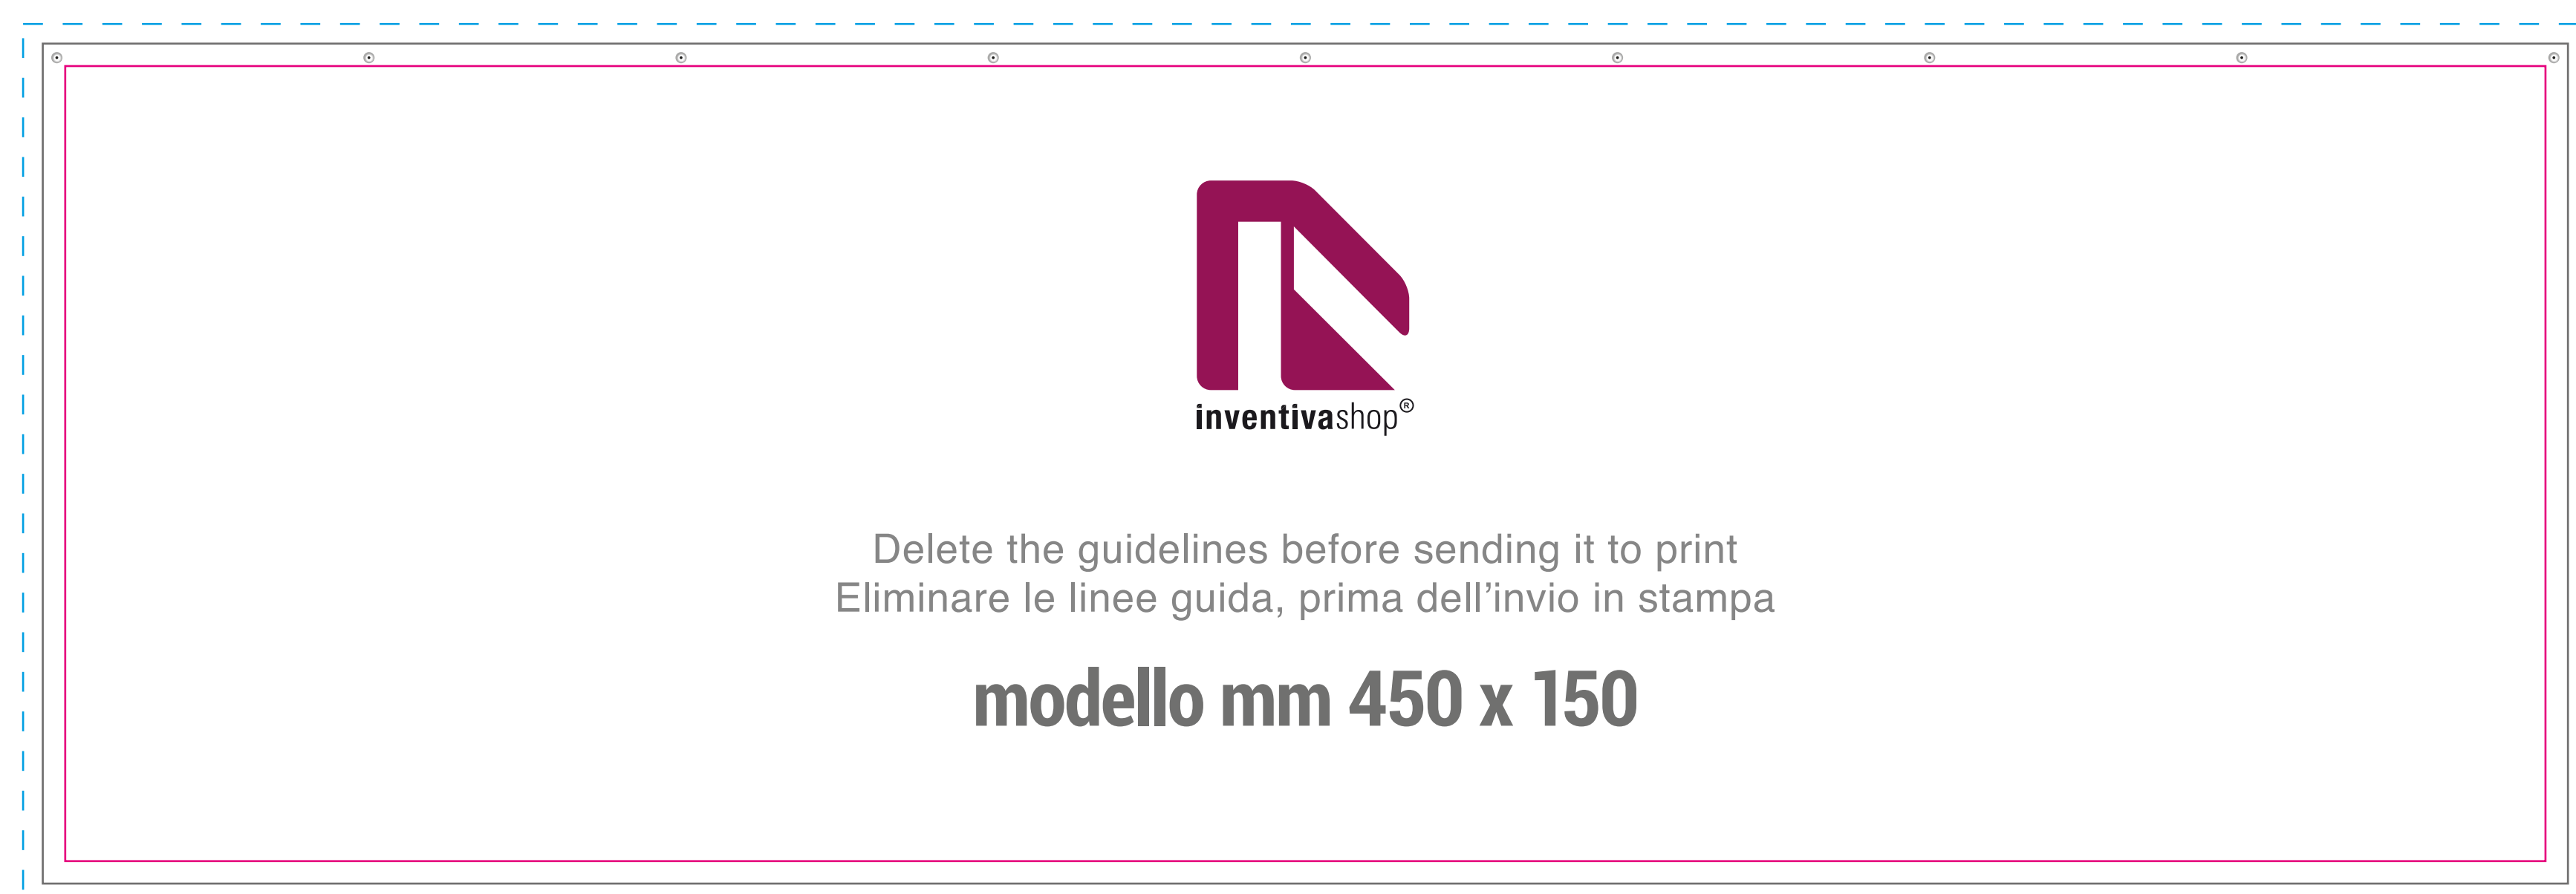 inventivashop®
Delete the guidelines before sending it to print
Eliminare le linee guida, prima dell'invio in stampa
modello mm 450 x 150